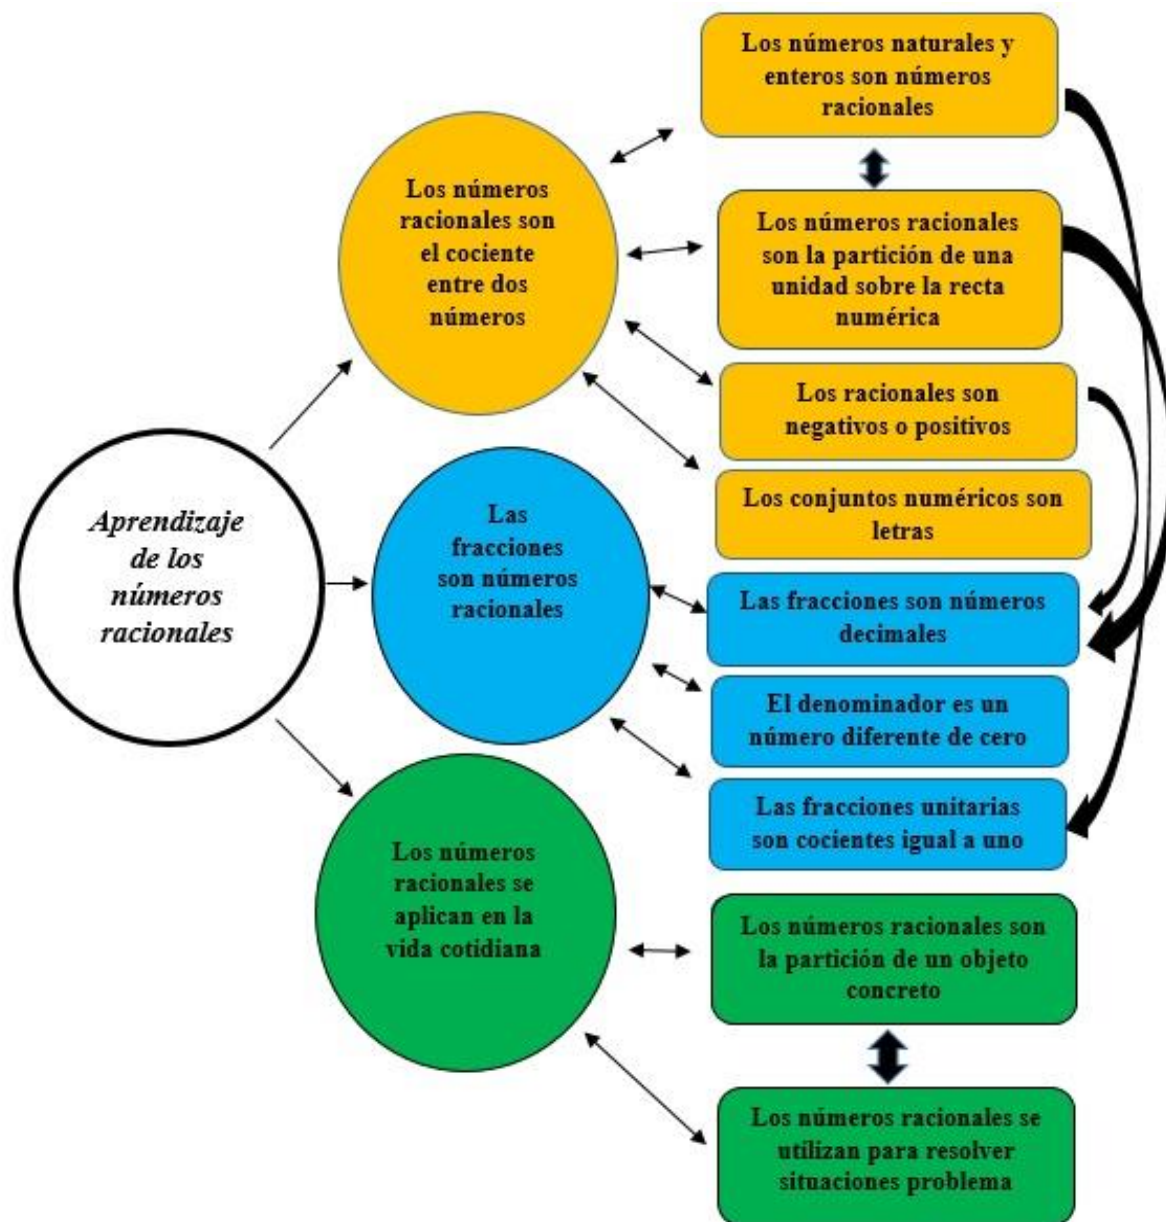 Aprendizaje
de los
números
racionales
Los números
racionales son
el cociente
entre dos
números
Los números naturales y
enteros son números
racionales
Los números racionales
son la partición de una
unidad sobre la recta
numérica
Los racionales son
negativos o positivos
Los conjuntos numéricos son
letras
Las
fracciones
son números
racionales
Las fracciones son números
decimales
El denominador es un
número diferente de cero
Las fracciones unitarias
son cocientes igual a uno
Los números
racionales se
aplican en la
vida cotidiana
Los números racionales son
la partición de un objeto
concreto
Los números racionales se
utilizan para resolver
situaciones problema